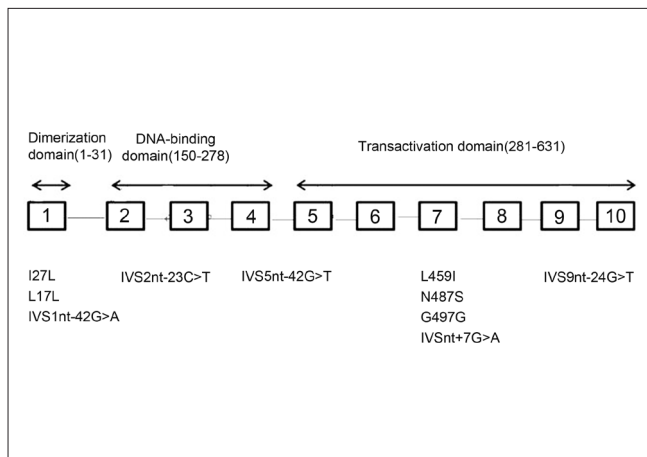 Dimerization
domain(1-31)
DNA-binding
domain(150-278)
Transactivation domain(281-631)
1 2 3 4 5 6 7 8 9 10
I27L
L17L
IVS1nt-42G>A
IVS2nt-23C>T
IVS5nt-42G>T
L459I
N487S
G497G
IVSnt+7G>A
IVS9nt-24G>T